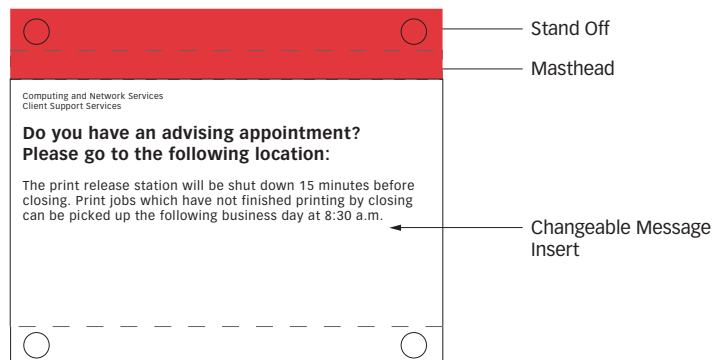 Stand Off
Masthead
Computing and Network Services
Client Support Services
Do you have an advising appointment?
Please go to the following location:
The print release station will be shut down 15 minutes before
closing. Print jobs which have not finished printing by closing
can be picked up the following business day at 8:30 a.m.
Changeable Message
Insert